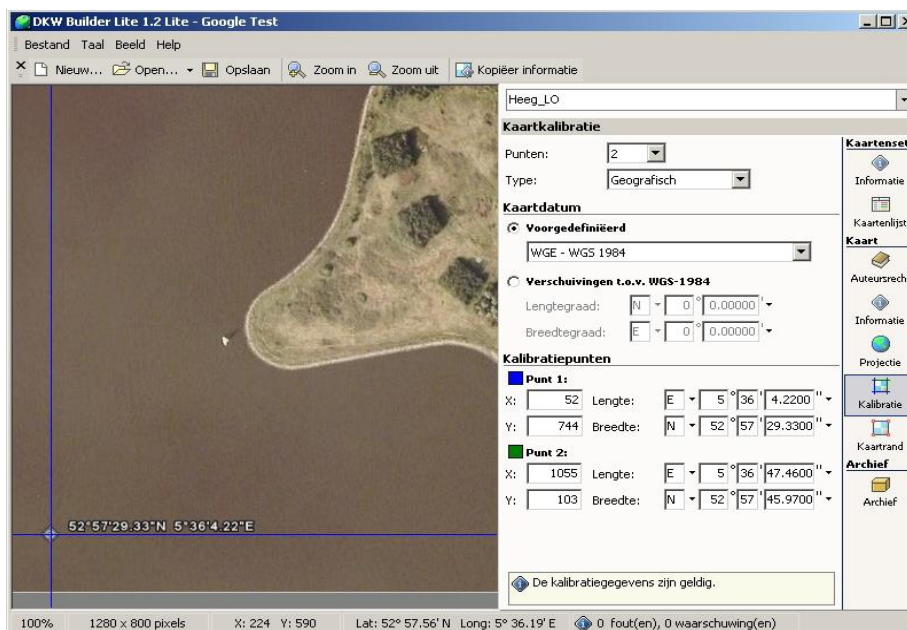 DKW Builder Lite 1.2 Lite - Google Test
Bestand Taal Beeld Help
Nieuw... Open... Opslaan Zoom in Zoom uit Kopiëer informatie
Heeg_LO
Kaartkalibratie
Punten: 2
Type: Geografisch
Kaartdatum
Voorgedefiniëerd
WGE - WGS 1984
Verschuivingen t.o.v. WGS-1984
Lengtegraad: N 0 ° 0.00000 '
Breedtegraad: E 0 ° 0.00000 '
Kalibratiepunten
Punt 1:
X: 52 Lengte: E 5 ° 36 ' 4.2200 "
Y: 744 Breedte: N 52 ° 57 ' 29.3300 "
Punt 2:
X: 1055 Lengte: E 5 ° 36 ' 47.4600 "
Y: 103 Breedte: N 52 ° 57 ' 45.9700 "
De kalibratiegegevens zijn geldig.
Kaartenset
Informatie
Kaartenlijst
Kaart
Auteursrech
Informatie
Projectie
Kalibratie
Kaartrand
Archief
Archief
52°57'29.33"N 5°36'4.22"E
100% 1280 x 800 pixels X: 224 Y: 590 Lat: 52° 57.56' N Long: 5° 36.19' E 0 fout(en), 0 waarschuwing(en)